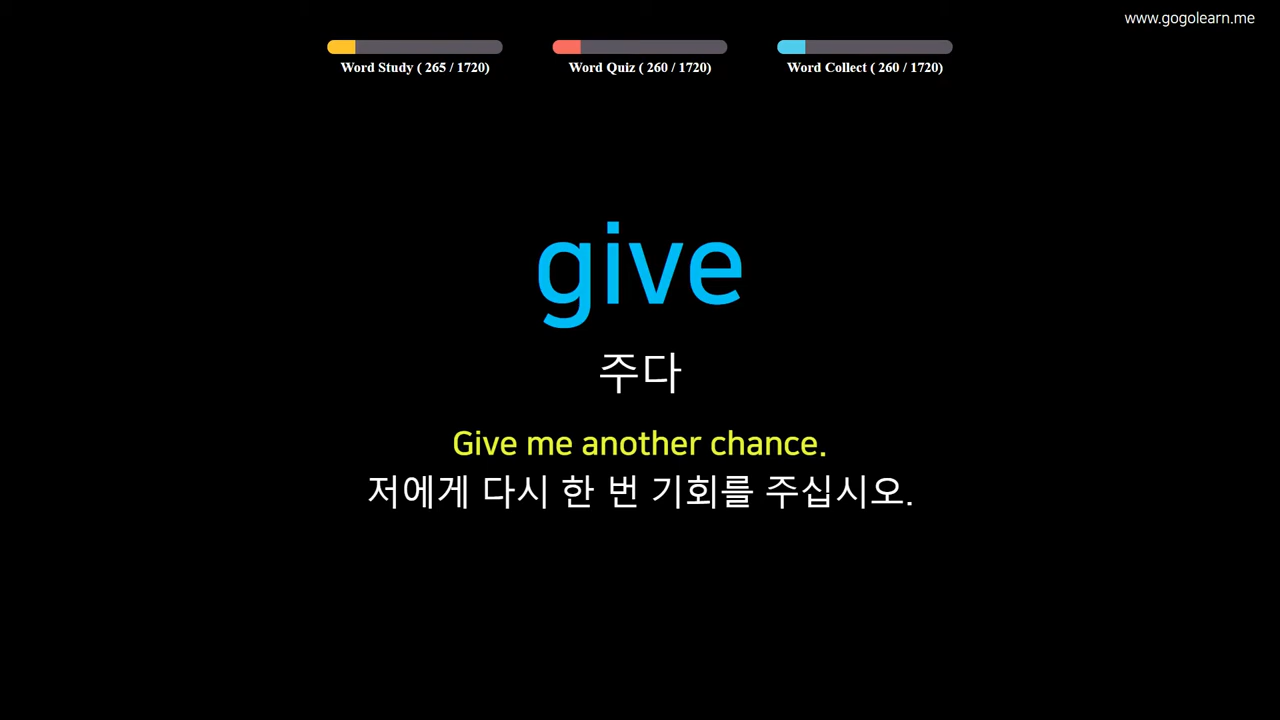 www.gogolearn.me
Word Study ( 265 / 1720)
Word Quiz ( 260 / 1720)
Word Collect ( 260 / 1720)
give
주다
Give me another chance.
저에게 다시 한 번 기회를 주십시오.